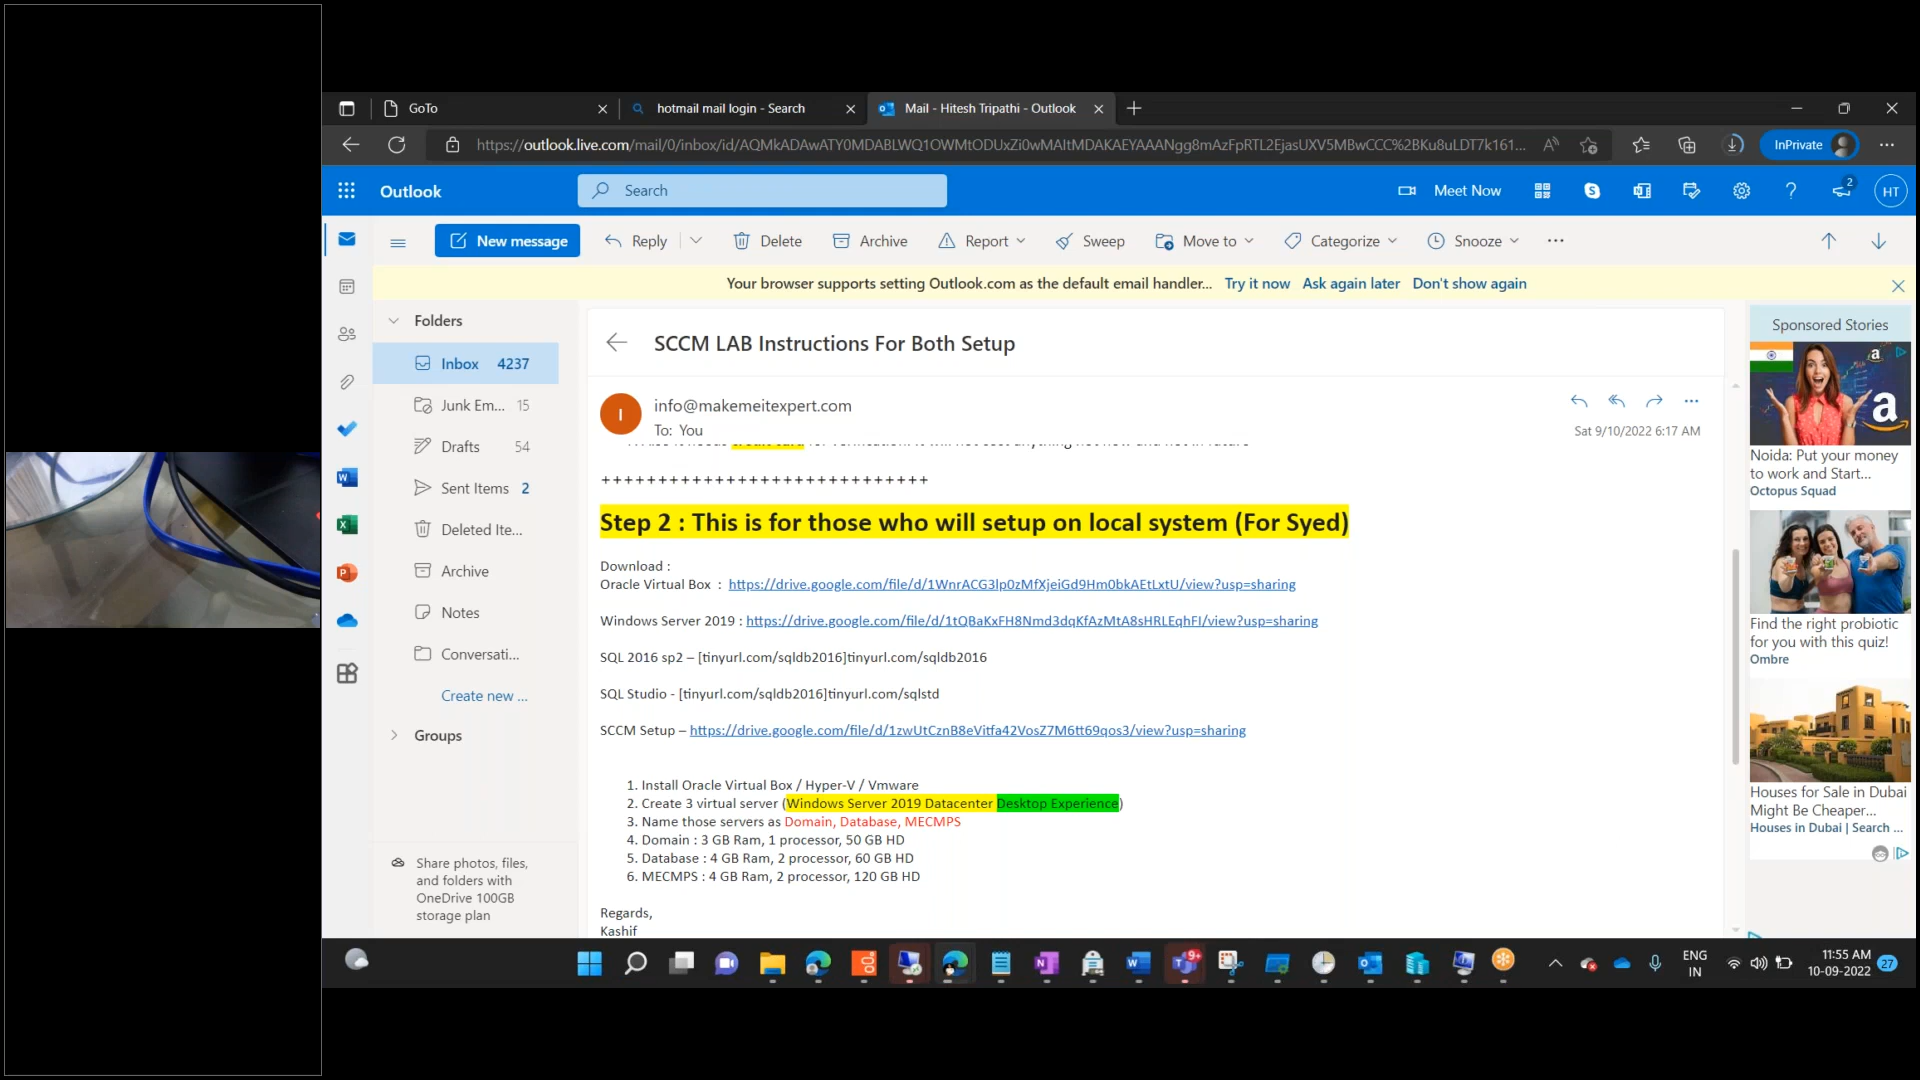 GoTo
hotmail mail login - Search
Mail - Hitesh Tripathi - Outlook
https://outlook.live.com/mail/0/inbox/id/AQMkADAwATY0MDABLWQ1OWMtODUxZi0wMAItMDAKAEYAAANgg8mAzFpRTL2EjasUXV5MBwCCC%2BKu8uLDT7k161...
InPrivate
Outlook
Search
Meet Now
2
HT
New message
Reply
Delete
Archive
Report
Sweep
Move to
Categorize
Snooze
Your browser supports setting Outlook.com as the default email handler... Try it now Ask again later Don't show again
Folders
Inbox 4237
Junk Em... 15
Drafts 54
Sent Items 2
Deleted Ite...
Archive
Notes
Conversati...
Create new ...
Groups
Share photos, files,
and folders with
OneDrive 100GB
storage plan
SCCM LAB Instructions For Both Setup
I
info@makemeitexpert.com
To: You
Sat 9/10/2022 6:17 AM
+++++++++++++++++++++++++++++
Step 2 : This is for those who will setup on local system (For Syed)
Download :
Oracle Virtual Box : https://drive.google.com/file/d/1WnrACG3lp0zMfXjeiGd9Hm0bkAEtLxtU/view?usp=sharing
Windows Server 2019 : https://drive.google.com/file/d/1tQBaKxFH8Nmd3dqKfAzMtA8sHRLEqhFI/view?usp=sharing
SQL 2016 sp2 – [tinyurl.com/sqldb2016]tinyurl.com/sqldb2016
SQL Studio - [tinyurl.com/sqldb2016]tinyurl.com/sqlstd
SCCM Setup – https://drive.google.com/file/d/1zwUtCznB8eVitfa42VosZ7M6tt69qos3/view?usp=sharing
1. Install Oracle Virtual Box / Hyper-V / Vmware
2. Create 3 virtual server (Windows Server 2019 Datacenter Desktop Experience)
3. Name those servers as Domain, Database, MECMPS
4. Domain : 3 GB Ram, 1 processor, 50 GB HD
5. Database : 4 GB Ram, 2 processor, 60 GB HD
6. MECMPS : 4 GB Ram, 2 processor, 120 GB HD
Regards,
Kashif
Sponsored Stories
Noida: Put your money
to work and Start...
Octopus Squad
Find the right probiotic
for you with this quiz!
Ombre
Houses for Sale in Dubai
Might Be Cheaper...
Houses in Dubai | Search ...
9+
ENG
IN
11:55 AM
10-09-2022
27